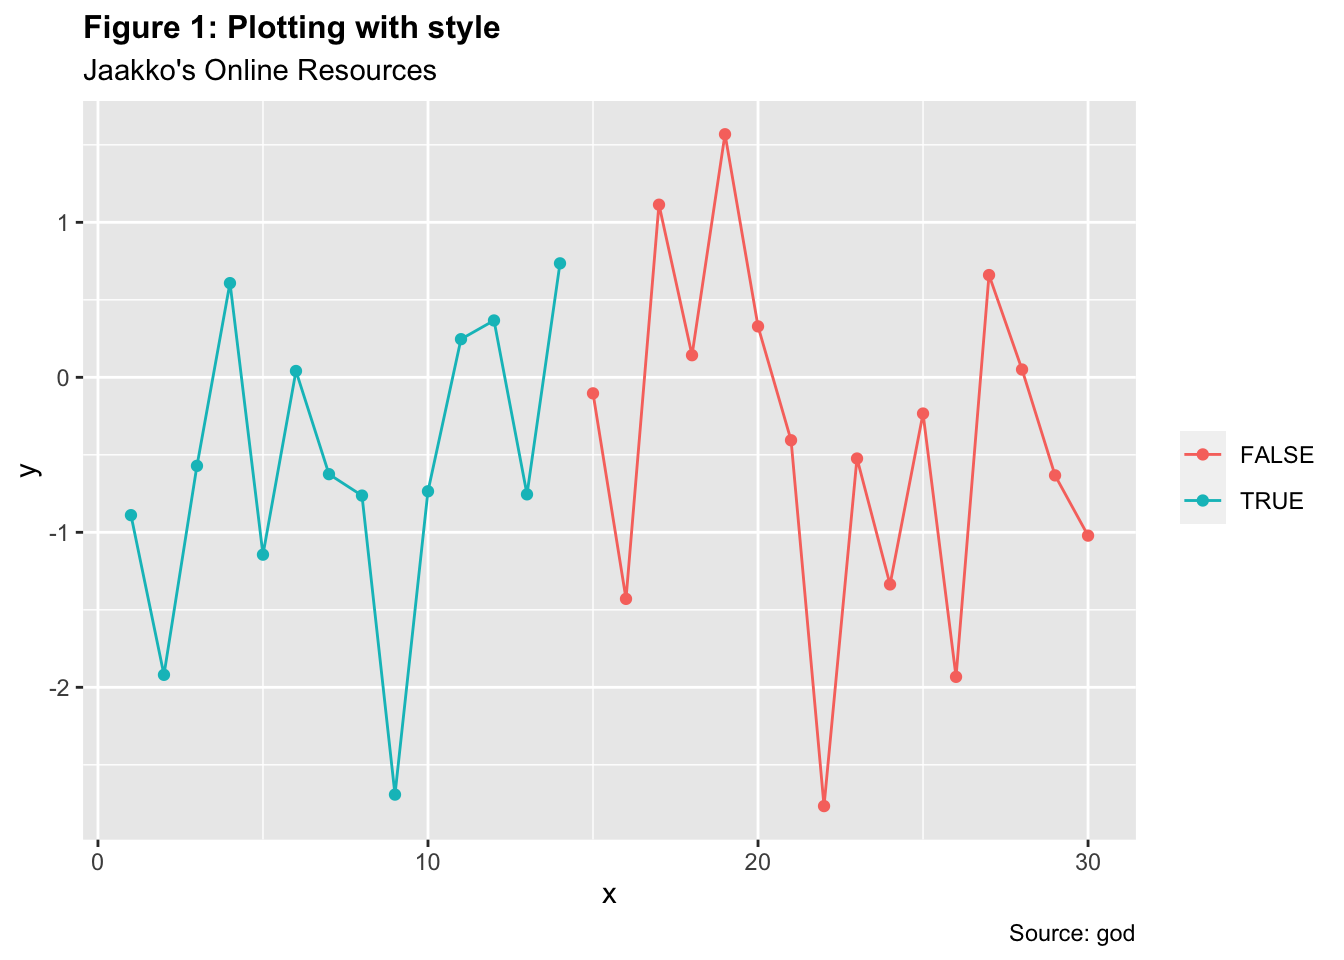 Figure 1: Plotting with style
Jaakko's Online Resources
1
0
-1
-2
y
0 10 20 30
x
FALSE
TRUE
Source: god